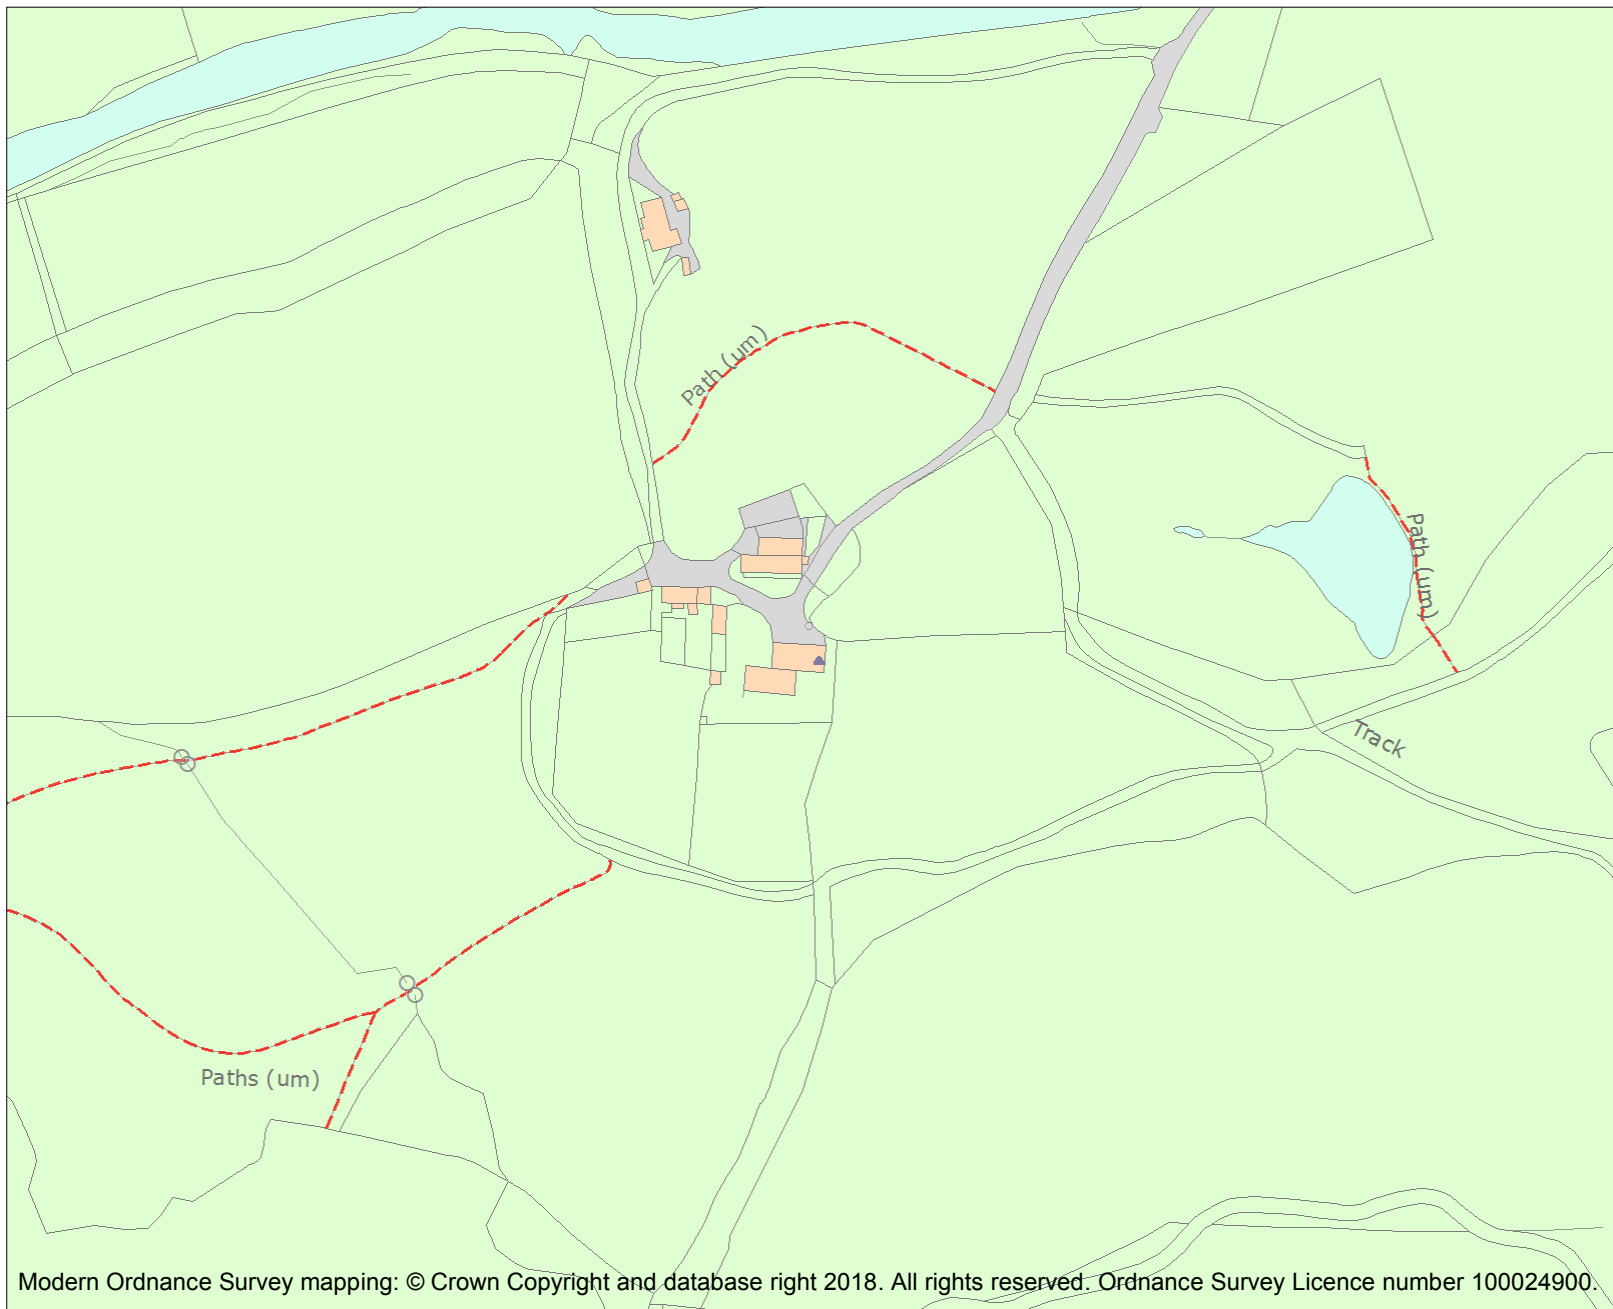 Path (um)
Path (um)
Track
Paths (um)
Modern Ordnance Survey mapping: © Crown Copyright and database right 2018. All rights reserved. Ordnance Survey Licence number 100024900.